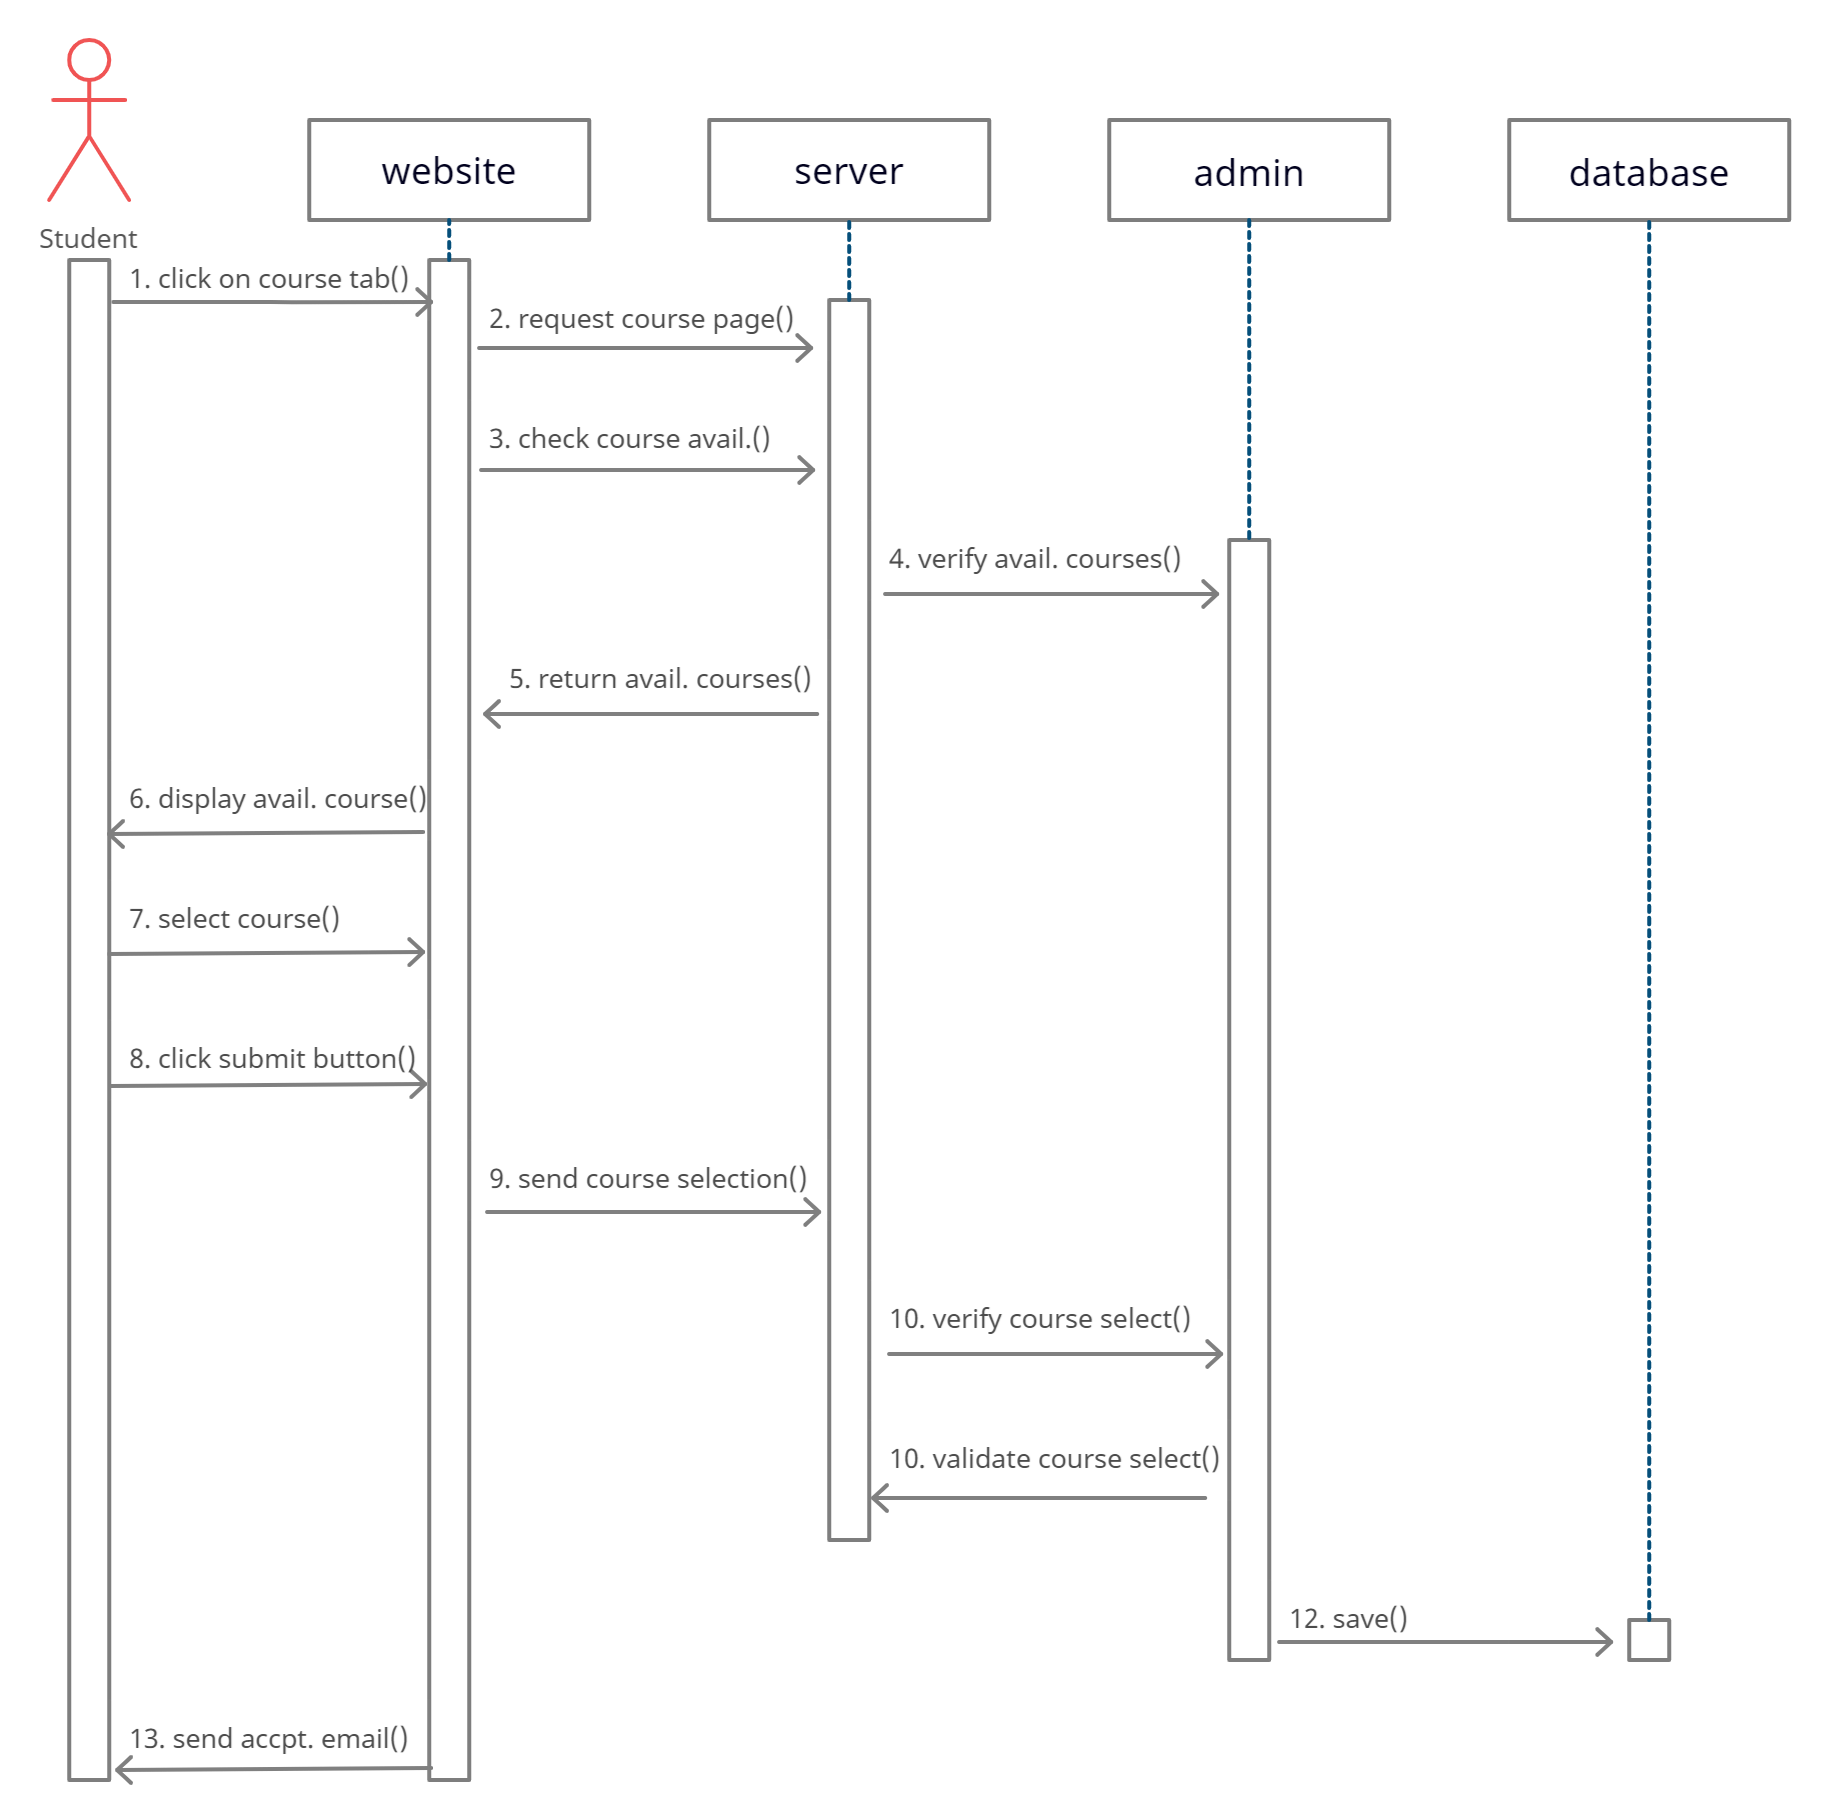 website
server
admin
database
Student
1. click on course tab()
2. request course page()
3. check course avail.()
4. verify avail. courses()
5. return avail. courses()
6. display avail. course()
7. select course()
8. click submit button()
9. send course selection()
10. verify course select()
10. validate course select()
12. save()
13. send accpt. email()